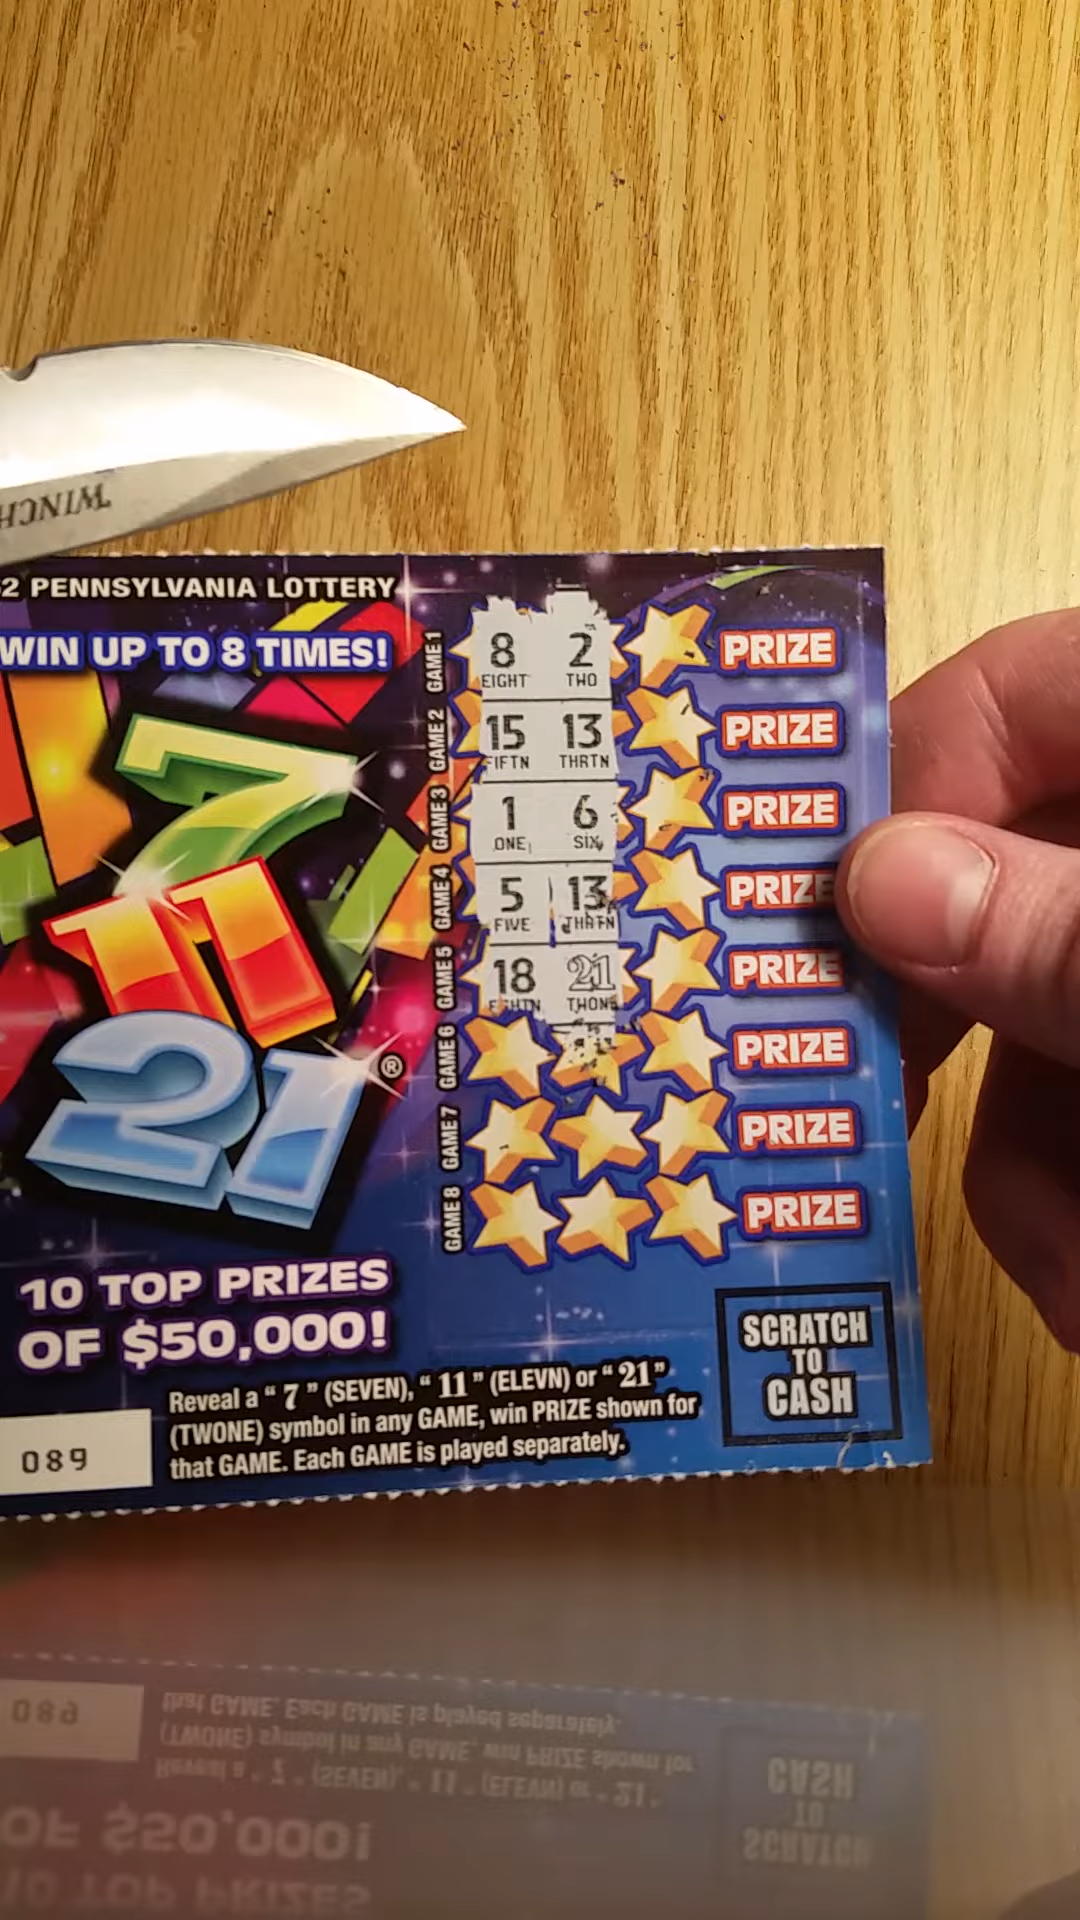 WINCH
2 PENNSYLVANIA LOTTERY
WIN UP TO 8 TIMES!
7
11
21®
GAME 1
8 2
EIGHT TWO
PRIZE
GAME 2
15 13
FIFTN THRTN
PRIZE
GAME 3
1 6
ONE SIX
PRIZE
GAME 4
5 13
FIVE THRTN
PRIZE
GAME 5
18 21
EGHTN TWONE
PRIZE
GAME 6
PRIZE
GAME 7
PRIZE
GAME 8
PRIZE
10 TOP PRIZES
OF $50,000!
SCRATCH
TO
CASH
Reveal a "7" (SEVEN), "11" (ELEVN) or "21"
(TWONE) symbol in any GAME, win PRIZE shown for
that GAME. Each GAME is played separately.
089